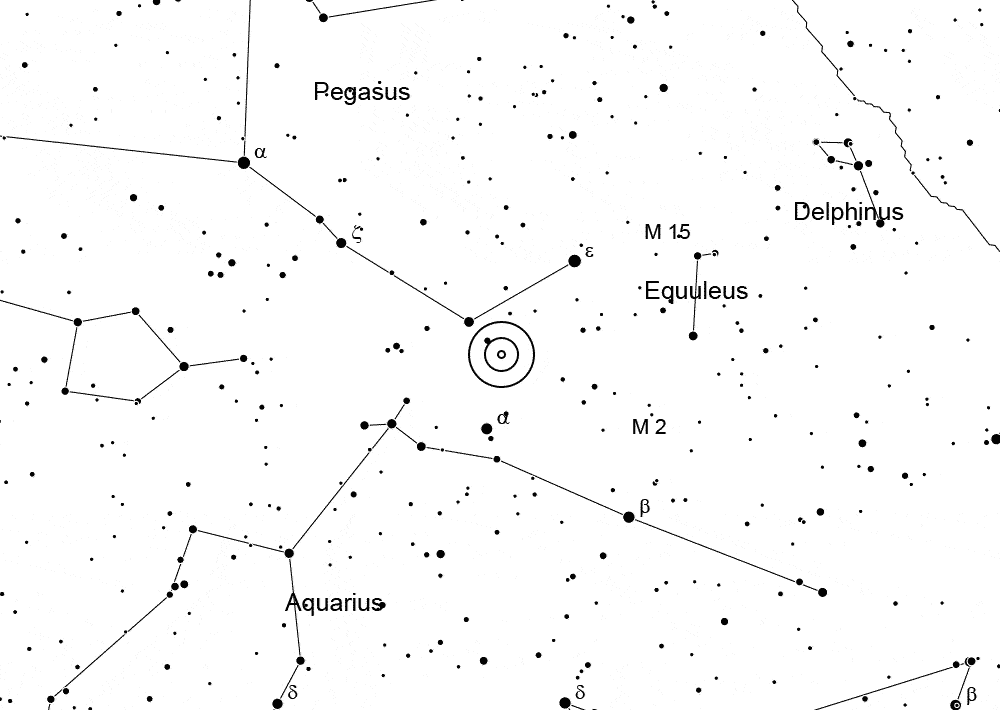 Pegasus
α
Delphinus
M 15
ζ
ε
Equuleus
α
M 2
β
Aquarius
δ
δ
β